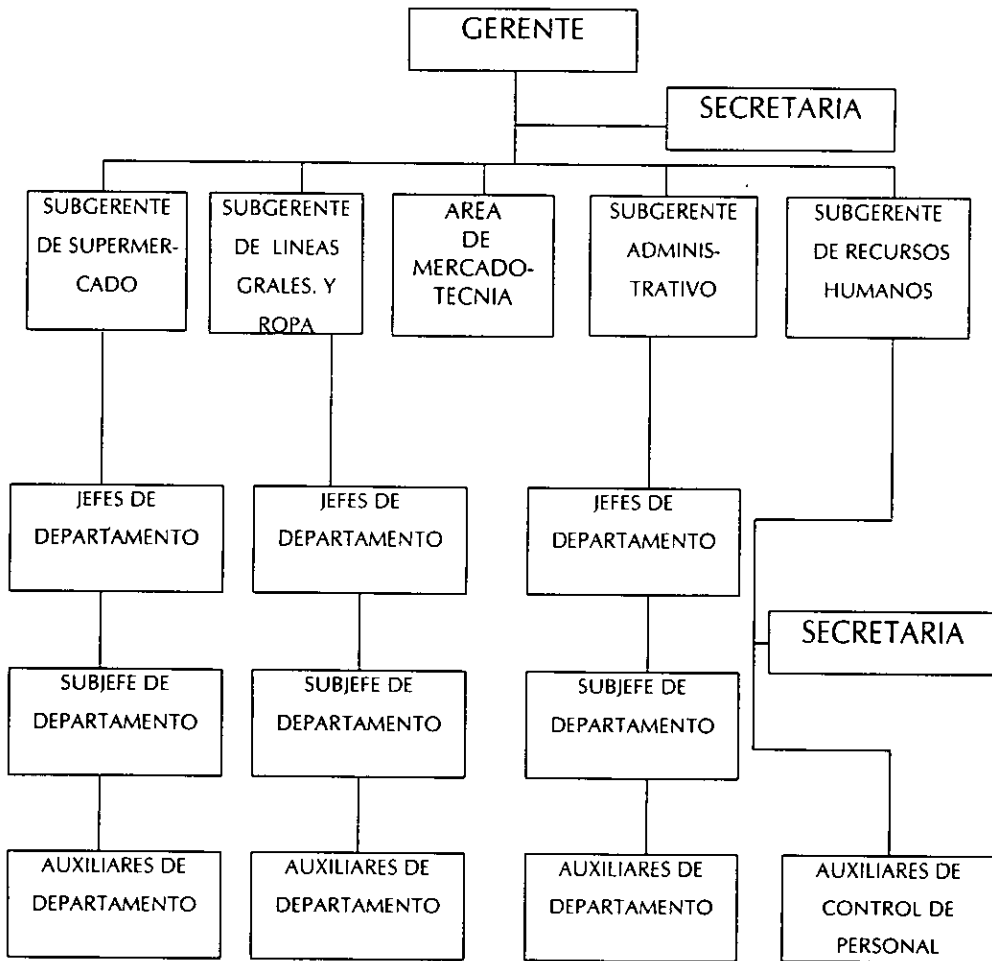 GERENTE
SECRETARIA
SUBGERENTE
DE SUPERMER-
CADO
SUBGERENTE
DE LINEAS
GRALES. Y
ROPA
AREA
DE
MERCADO-
TECNIA
SUBGERENTE
ADMINIS-
TRATIVO
SUBGERENTE
DE RECURSOS
HUMANOS
JEFES DE
DEPARTAMENTO
JEFES DE
DEPARTAMENTO
JEFES DE
DEPARTAMENTO
SECRETARIA
SUBJEFE DE
DEPARTAMENTO
SUBJEFE DE
DEPARTAMENTO
SUBJEFE DE
DEPARTAMENTO
AUXILIARES DE
DEPARTAMENTO
AUXILIARES DE
DEPARTAMENTO
AUXILIARES DE
DEPARTAMENTO
AUXILIARES DE
CONTROL DE
PERSONAL